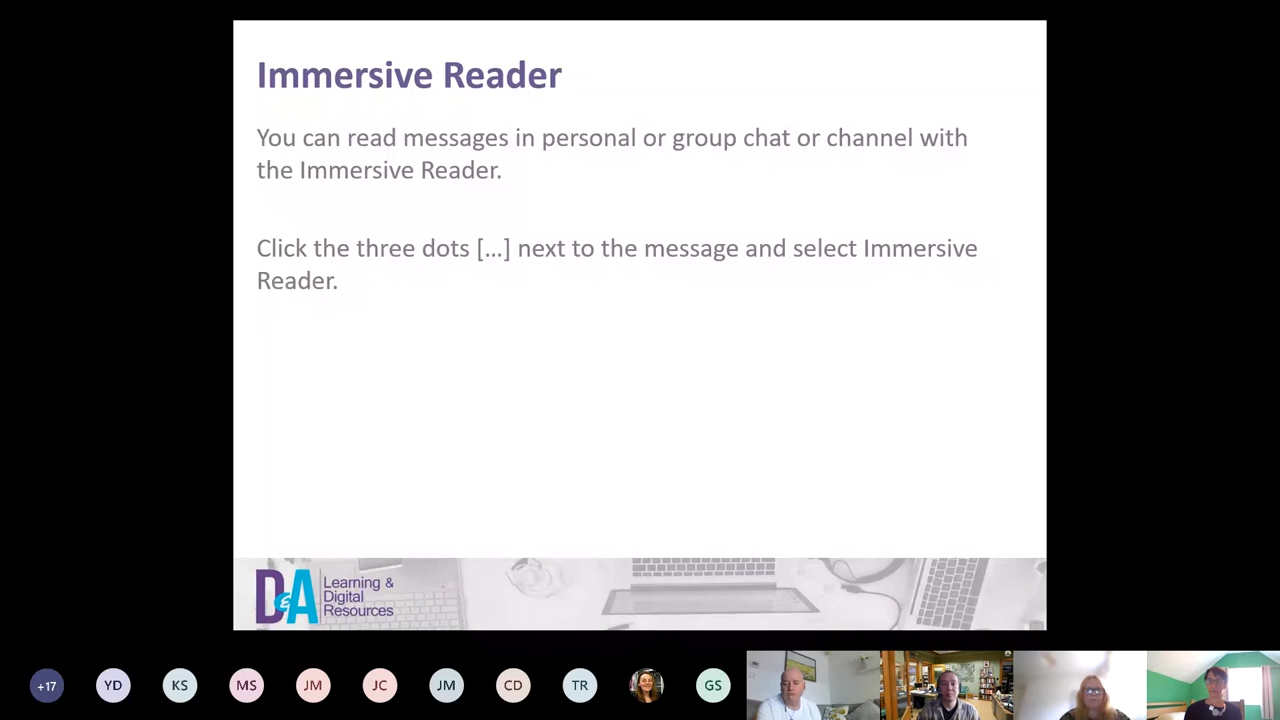 Immersive Reader
You can read messages in personal or group chat or channel with
the Immersive Reader.
Click the three dots […] next to the message and select Immersive
Reader.
D&A
Learning &
Digital
Resources
+17
YD
KS
MS
JM
JC
JM
CD
TR
GS